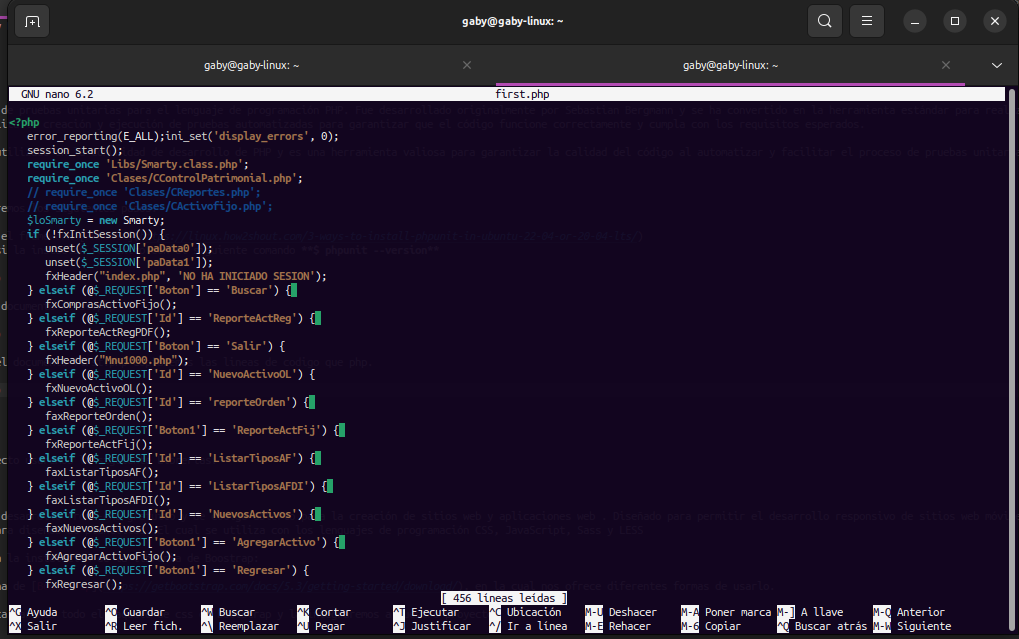 gaby@gaby-linux: ~
gaby@gaby-linux: ~
gaby@gaby-linux: ~
GNU nano 6.2 first.php
<?php
error_reporting(E_ALL);ini_set('display_errors', 0);
session_start();
require_once 'Libs/Smarty.class.php';
require_once 'Clases/CControlPatrimonial.php';
// require_once 'Clases/CReportes.php';
// require_once 'Clases/CActivofijo.php';
$loSmarty = new Smarty;
if (!fxInitSession()) {
unset($_SESSION['paData0']);
unset($_SESSION['paData1']);
fxHeader("index.php", 'NO HA INICIADO SESION');
} elseif (@$_REQUEST['Boton'] == 'Buscar') {
fxComprasActivoFijo();
} elseif (@$_REQUEST['Id'] == 'ReporteActReg') {
fxReporteActRegPDF();
} elseif (@$_REQUEST['Boton'] == 'Salir') {
fxHeader("Mnu1000.php");
} elseif (@$_REQUEST['Id'] == 'NuevoActivoOL') {
fxNuevoActivoOL();
} elseif (@$_REQUEST['Id'] == 'reporteOrden') {
faxReporteOrden();
} elseif (@$_REQUEST['Boton1'] == 'ReporteActFij') {
fxReporteActFij();
} elseif (@$_REQUEST['Id'] == 'ListarTiposAF') {
faxListarTiposAF();
} elseif (@$_REQUEST['Id'] == 'ListarTiposAFDI') {
faxListarTiposAFDI();
} elseif (@$_REQUEST['Id'] == 'NuevosActivos') {
faxNuevosActivos();
} elseif (@$_REQUEST['Boton1'] == 'AgregarActivo') {
fxAgregarActivoFijo();
} elseif (@$_REQUEST['Boton1'] == 'Regresar') {
fxRegresar();
[ 456 líneas leídas ]
^G Ayuda ^O Guardar ^W Buscar ^K Cortar ^T Ejecutar ^C Ubicación M-U Deshacer M-A Poner marca M-] A llave M-Q Anterior
^X Salir ^R Leer fich. ^\ Reemplazar ^U Pegar ^J Justificar ^/ Ir a línea M-E Rehacer M-6 Copiar ^Q Buscar atrás M-W Siguiente